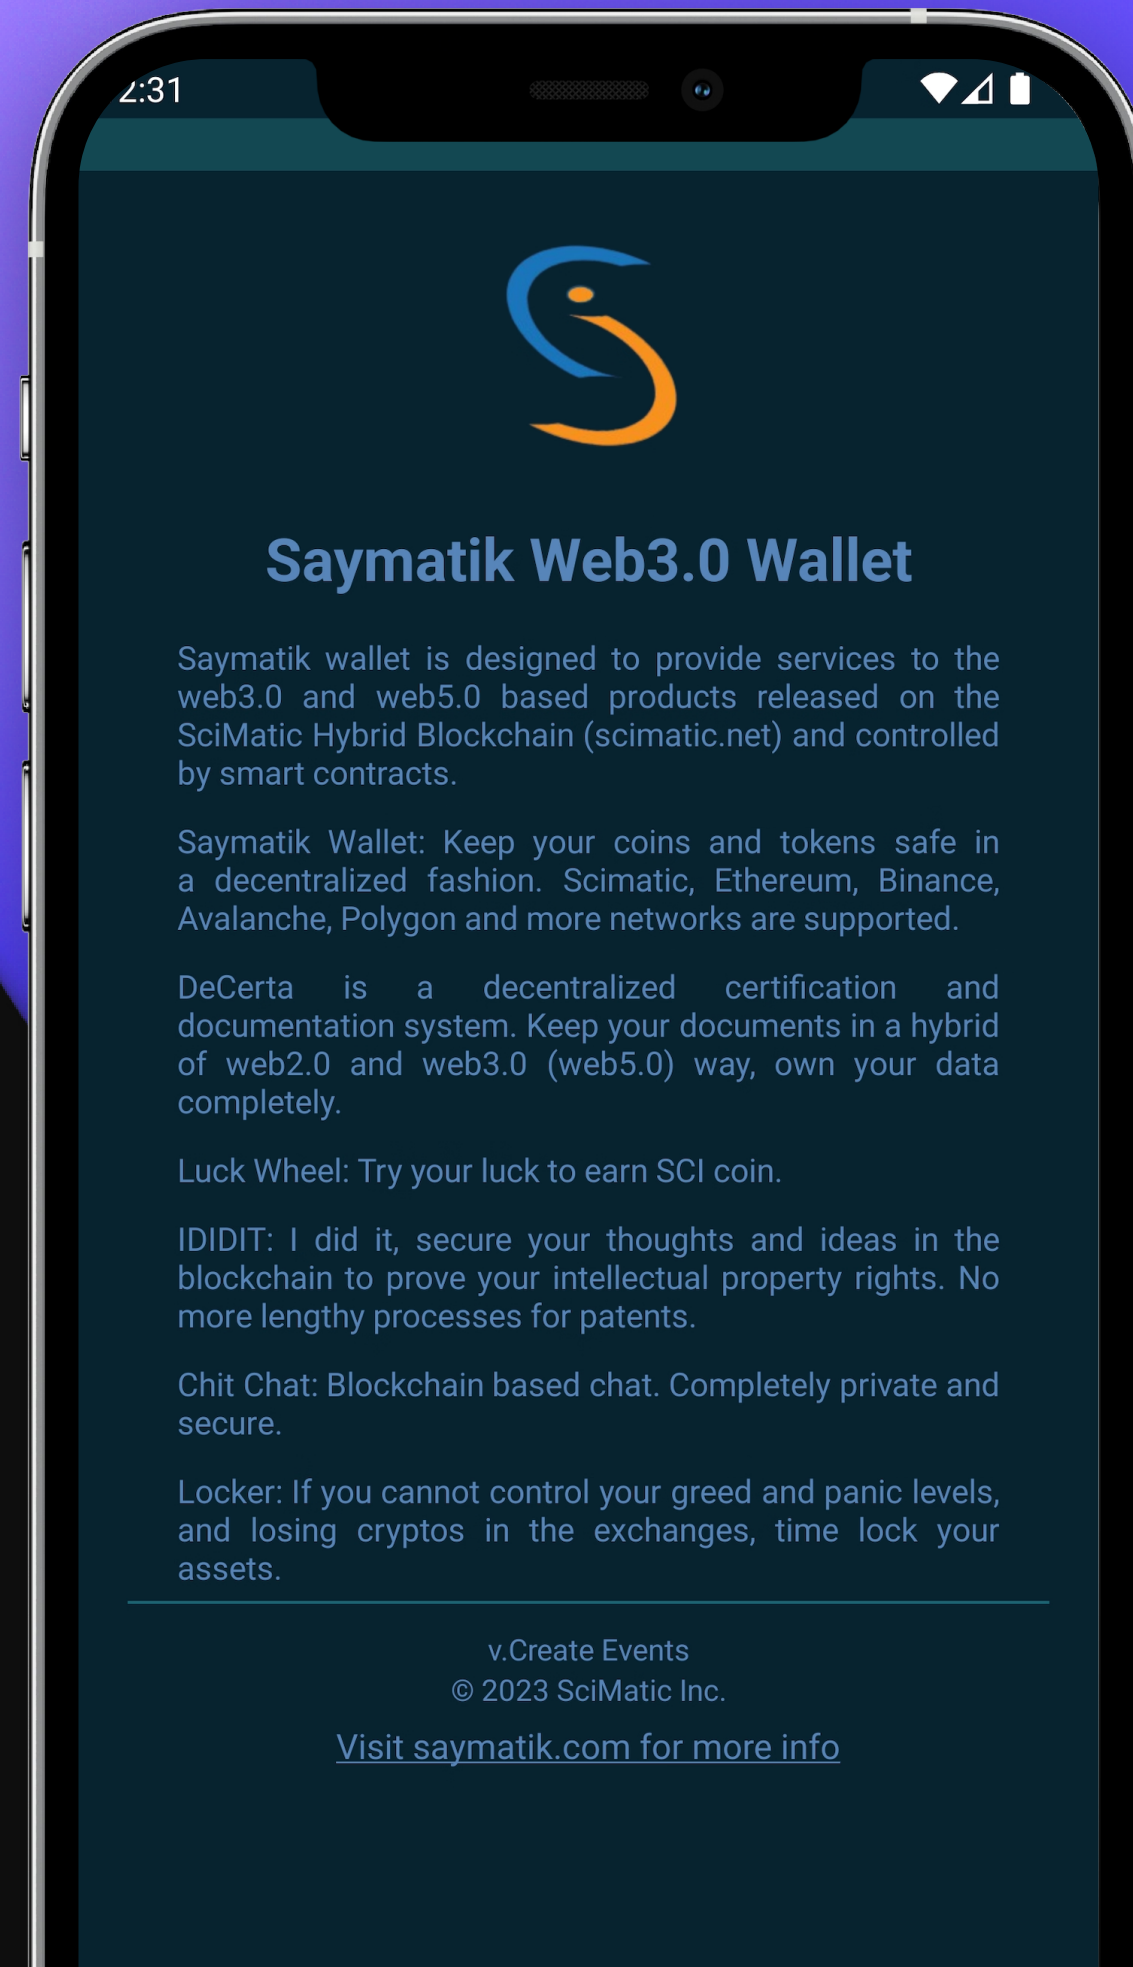 2:31
Saymatik Web3.0 Wallet
Saymatik wallet is designed to provide services to the
web3.0 and web5.0 based products released on the
SciMatic Hybrid Blockchain (scimatic.net) and controlled
by smart contracts.
Saymatik Wallet: Keep your coins and tokens safe in
a decentralized fashion. Scimatic, Ethereum, Binance,
Avalanche, Polygon and more networks are supported.
DeCerta is a decentralized certification and
documentation system. Keep your documents in a hybrid
of web2.0 and web3.0 (web5.0) way, own your data
completely.
Luck Wheel: Try your luck to earn SCI coin.
IDIDIT: I did it, secure your thoughts and ideas in the
blockchain to prove your intellectual property rights. No
more lengthy processes for patents.
Chit Chat: Blockchain based chat. Completely private and
secure.
Locker: If you cannot control your greed and panic levels,
and losing cryptos in the exchanges, time lock your
assets.
v.Create Events
© 2023 SciMatic Inc.
Visit saymatik.com for more info